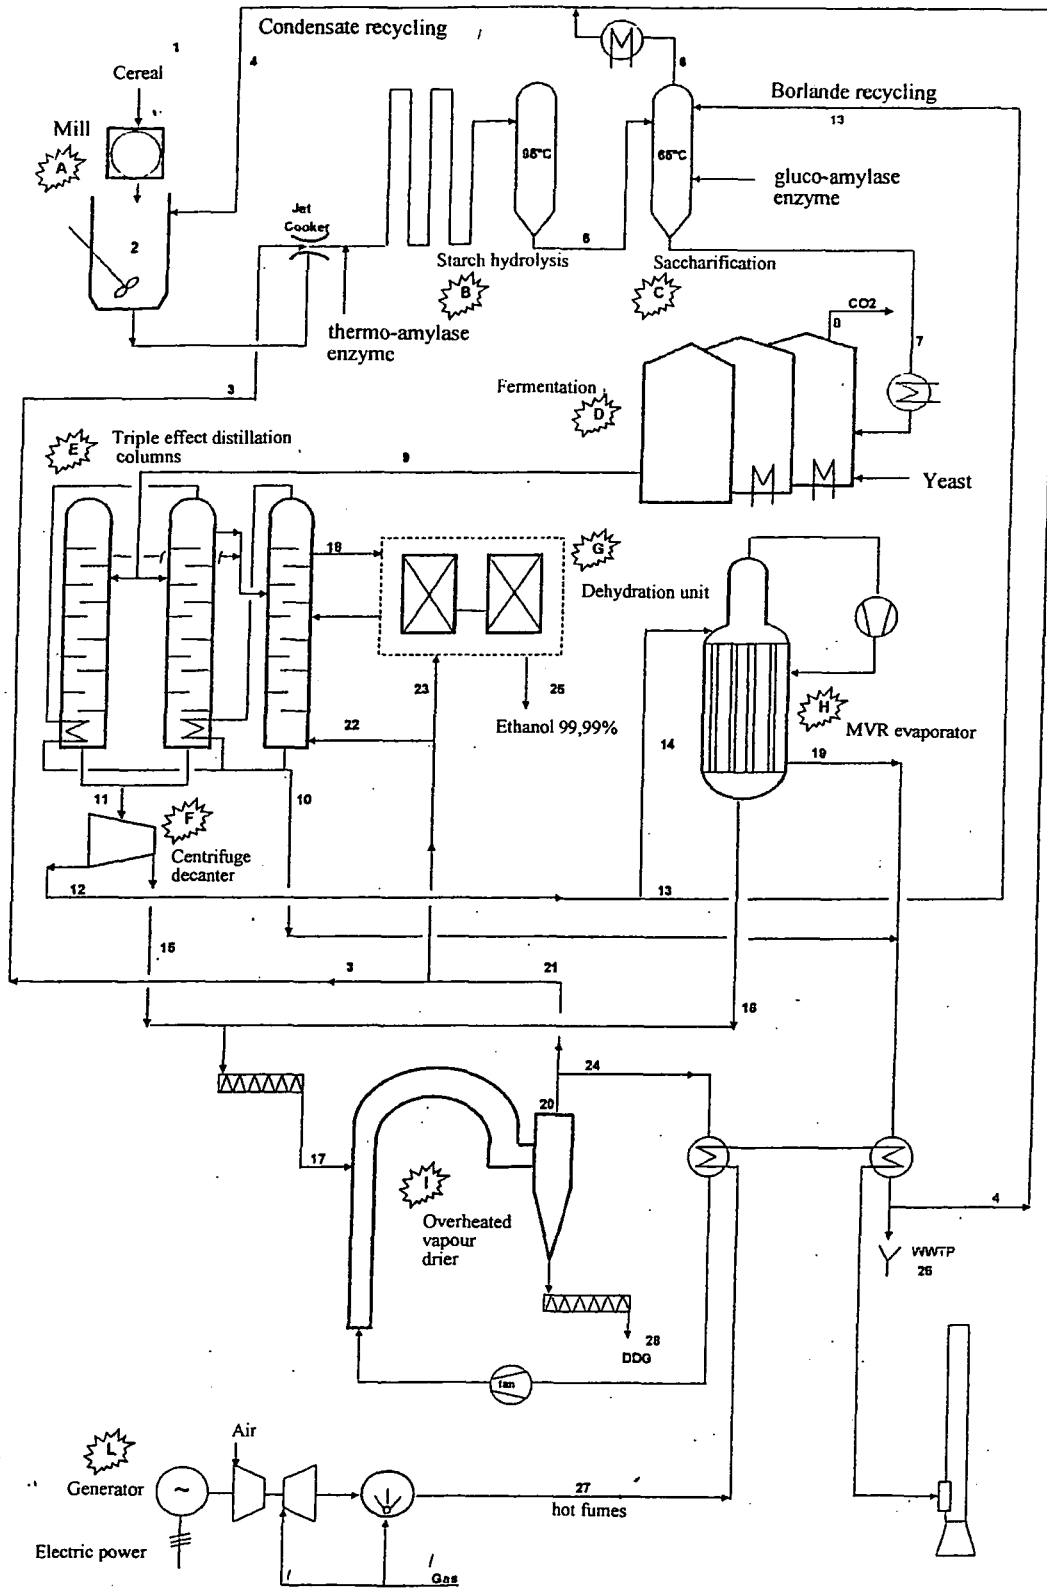 Condensate recycling
1
4
Cereal
Mill
A
2
6
Borlande recycling
13
95°C
65°C
gluco-amylase
enzyme
Jet
Cooker
Starch hydrolysis
B
5
Saccharification
C
thermo-amylase
enzyme
CO2
8
7
3
Fermentation
D
E
Triple effect distillation
columns
9
Yeast
18
G
Dehydration unit
23
25
22
Ethanol 99,99%
14
H
MVR evaporator
19
11
10
F
Centrifuge
decanter
12
13
15
3
21
16
24
20
17
I
Overheated
vapour
drier
4
WWTP
26
28
DDG
fan
L
Air
Generator
~
27
hot fumes
Electric power
Gas